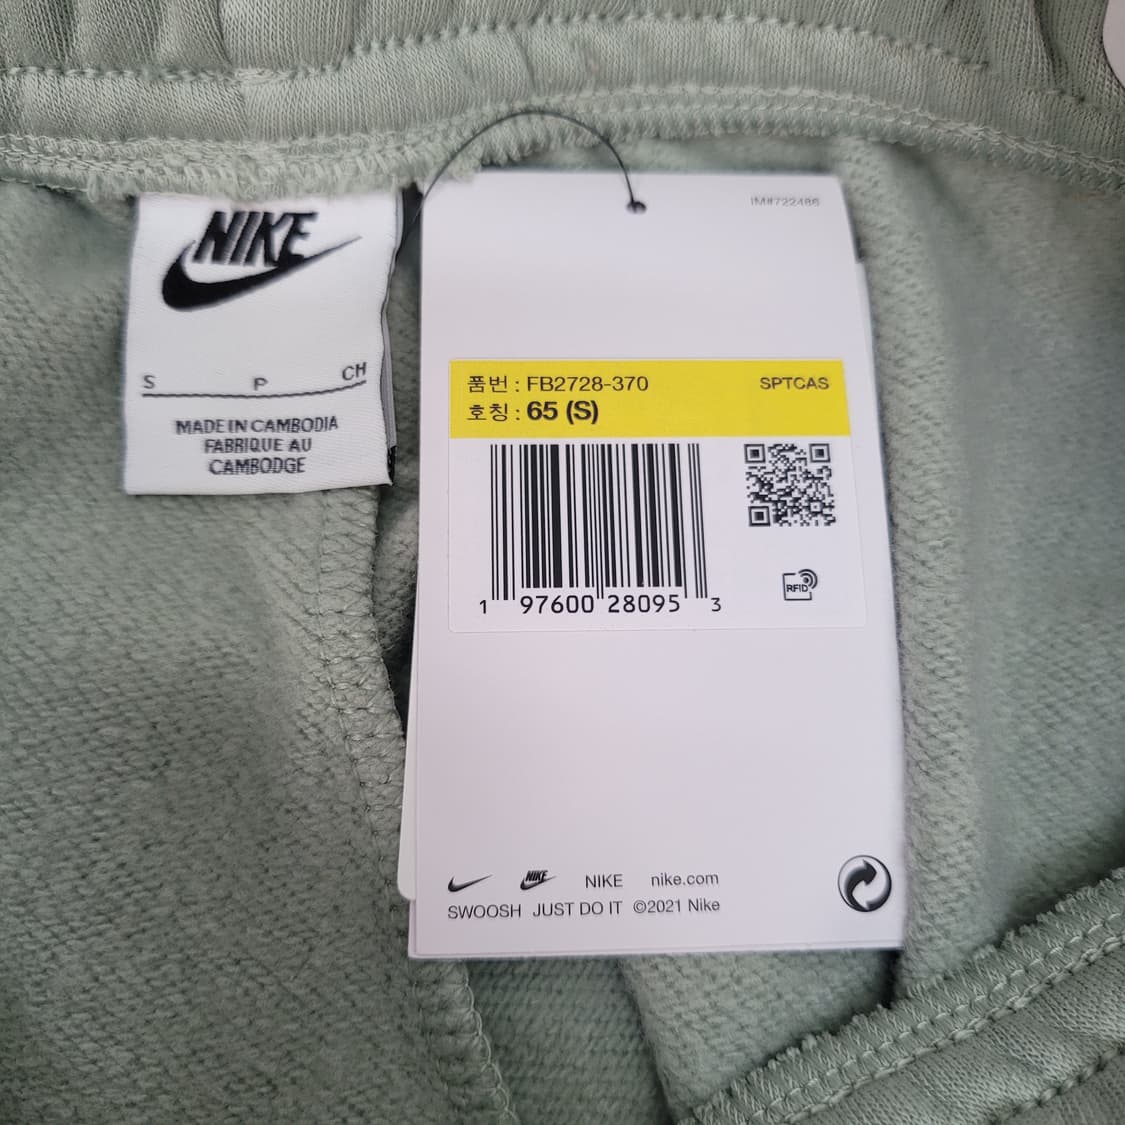 NIKE
S P CH
MADE IN CAMBODIA
FABRIQUE AU
CAMBODGE
IM#722486
품번 : FB2728-370 SPTCAS
호칭 : 65 (S)
1 97600 28095 3
RFID
NIKE NIKE nike.com
SWOOSH JUST DO IT ©2021 Nike